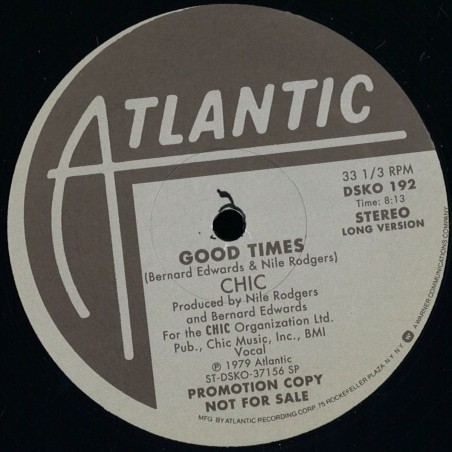 ATLANTIC
33 1/3 RPM
DSKO 192
Time: 8:13
STEREO
LONG VERSION
GOOD TIMES
(Bernard Edwards & Nile Rodgers)
CHIC
Produced by Nile Rodgers
and Bernard Edwards
For the CHIC Organization Ltd.
Pub., Chic Music, Inc., BMI
Vocal
℗ 1979 Atlantic
ST-DSKO-37156 SP
PROMOTION COPY
NOT FOR SALE
MFG BY ATLANTIC RECORDING CORP. 75 ROCKEFELLER PLAZA, N.Y. N.Y. A WARNER COMMUNICATIONS COMPANY